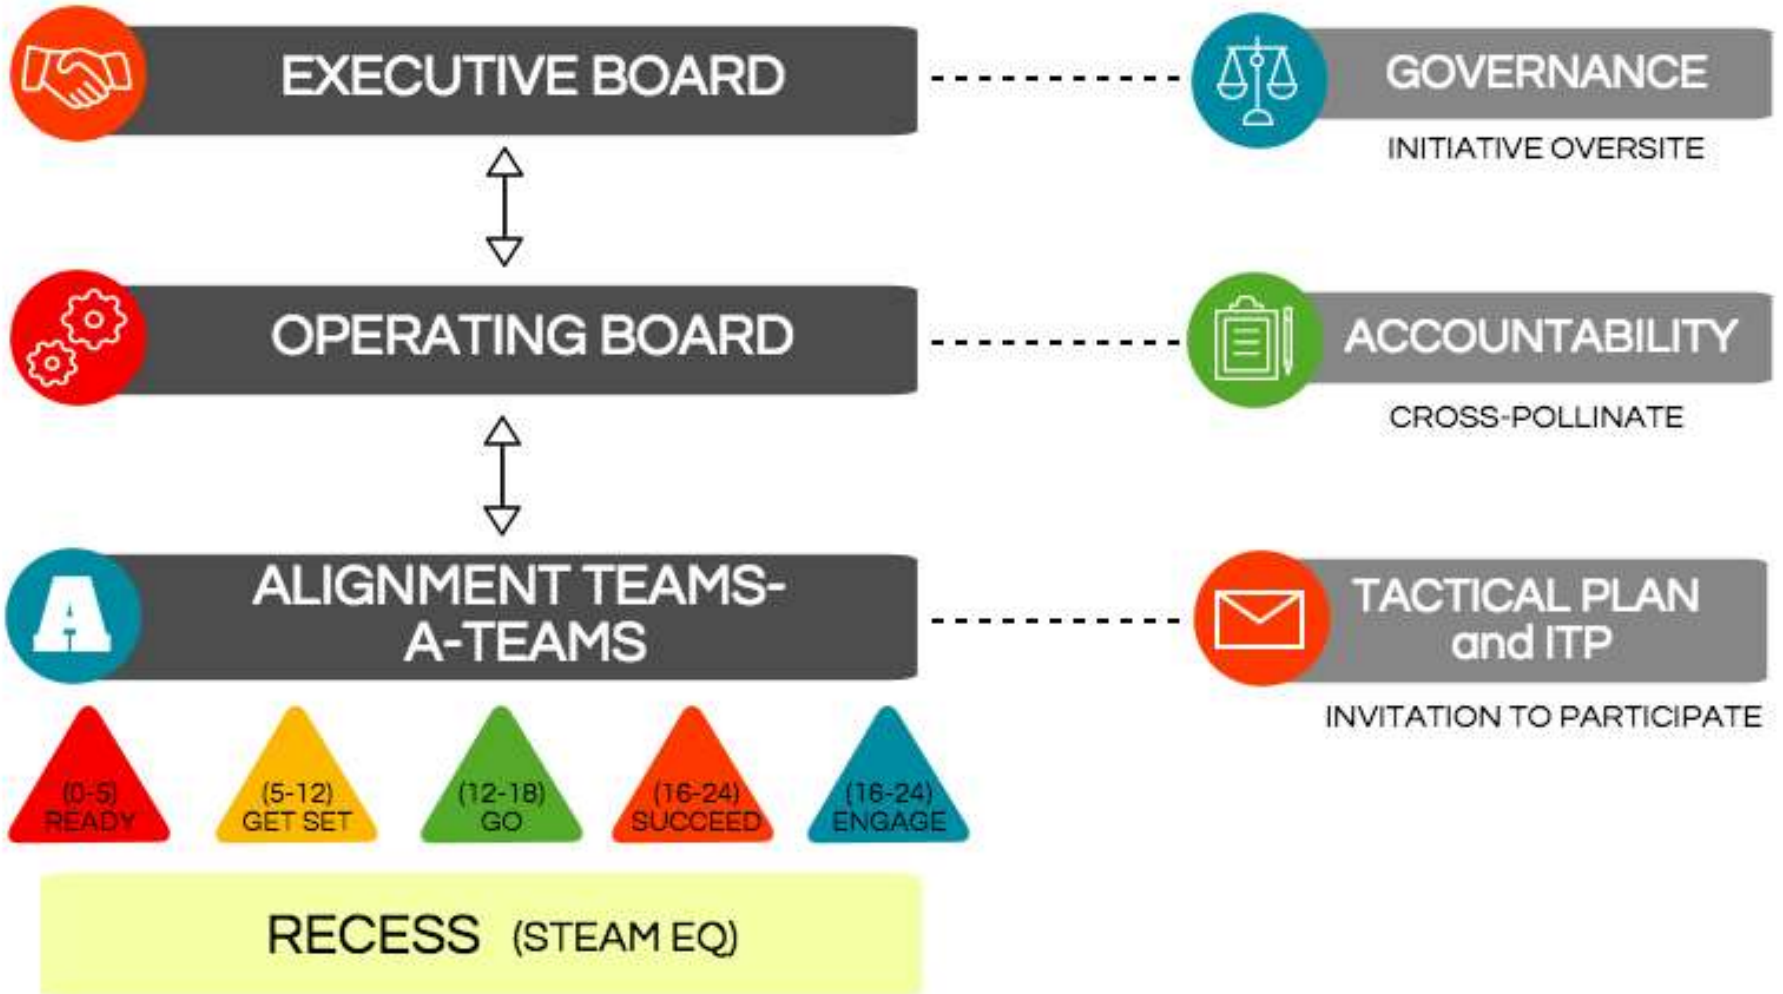 EXECUTIVE BOARD
GOVERNANCE
INITIATIVE OVERSITE
OPERATING BOARD
ACCOUNTABILITY
CROSS-POLLINATE
A
ALIGNMENT TEAMS-
A-TEAMS
TACTICAL PLAN
and ITP
INVITATION TO PARTICIPATE
(0-5)
READY
(5-12)
GET SET
(12-18)
GO
(16-24)
SUCCEED
(16-24)
ENGAGE
RECESS (STEAM EQ)